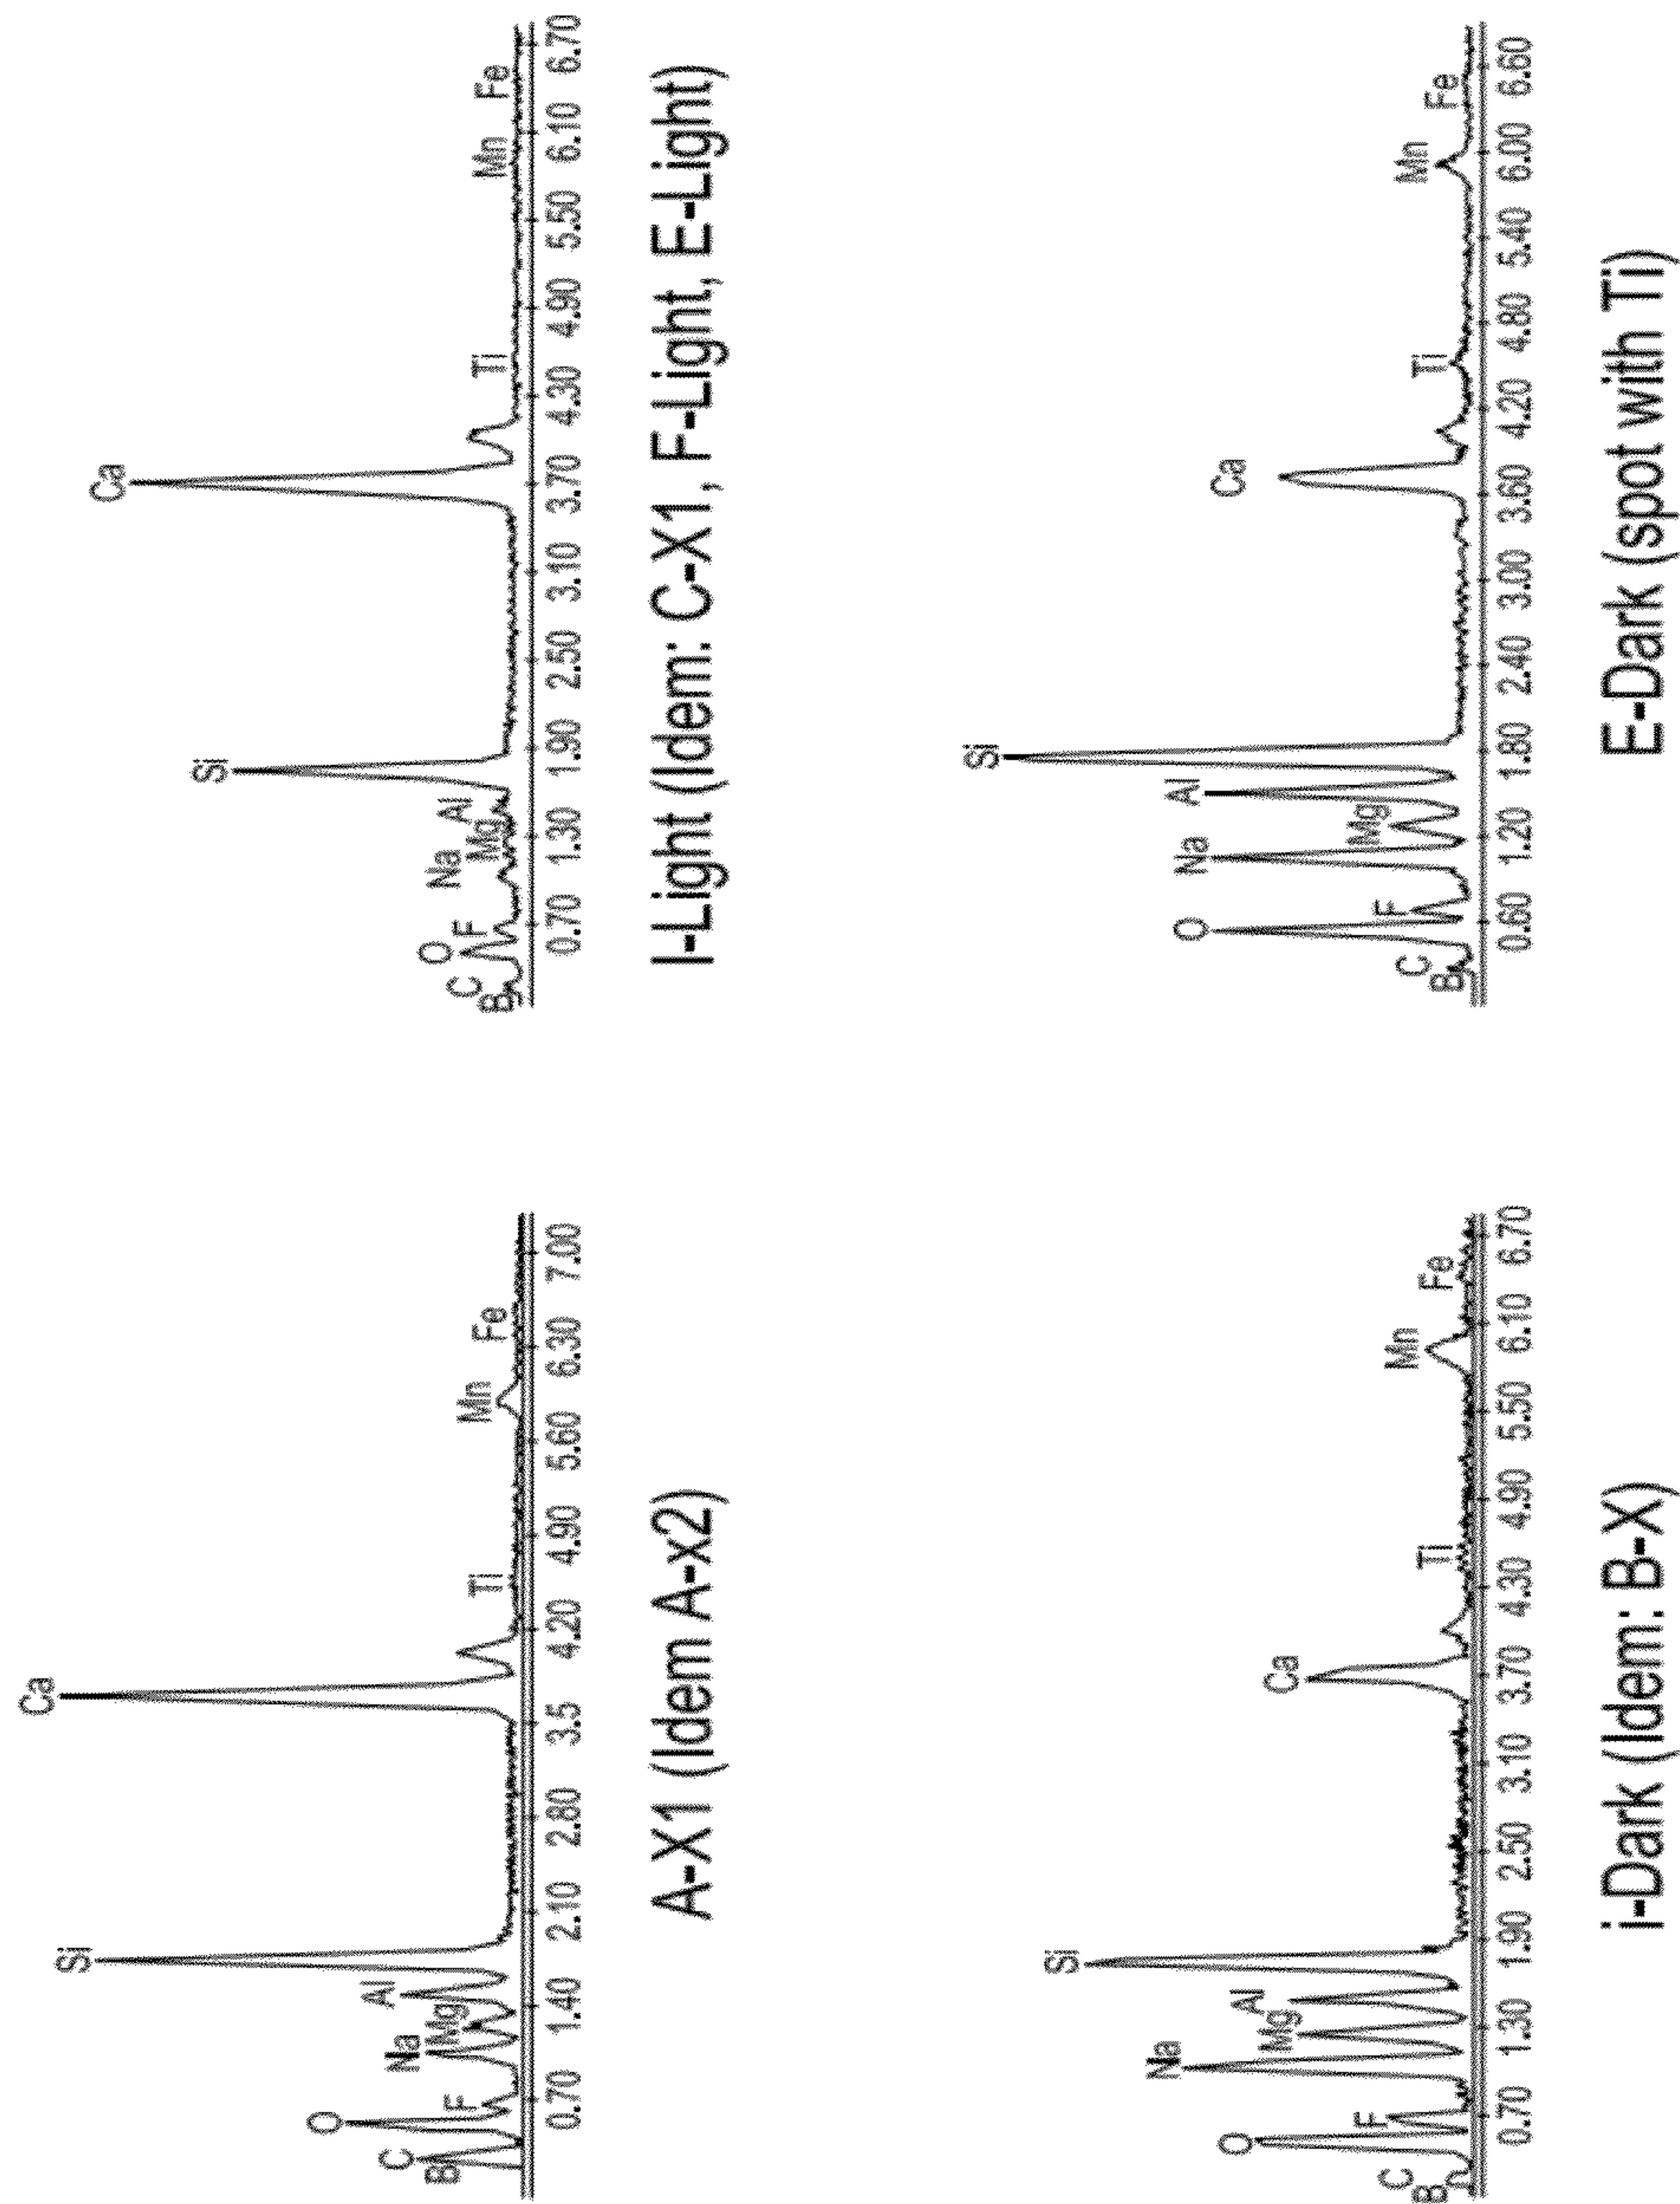 Ca
Si
O
C
B
F
Na
Mg
Al
Ti
Mn
Fe
0.70 1.40 2.10 2.80 3.5 4.20 4.90 5.60 6.30 7.00
A-X1 (Idem A-x2)
Ca
Si
O
C
B
F
Na
Mg
Al
Ti
Mn
Fe
0.70 1.30 1.90 2.50 3.10 3.70 4.30 4.90 5.50 6.10 6.70
I-Light (Idem: C-X1, F-Light, E-Light)
Si
Na
O
C
B
F
Mg
Al
Ca
Ti
Mn
Fe
0.70 1.30 1.90 2.50 3.10 3.70 4.30 4.90 5.50 6.10 6.70
i-Dark (Idem: B-X)
Si
O
C
B
F
Na
Mg
Al
Ca
Ti
Mn
Fe
0.60 1.20 1.80 2.40 3.00 3.60 4.20 4.80 5.40 6.00 6.60
E-Dark (spot with Ti)